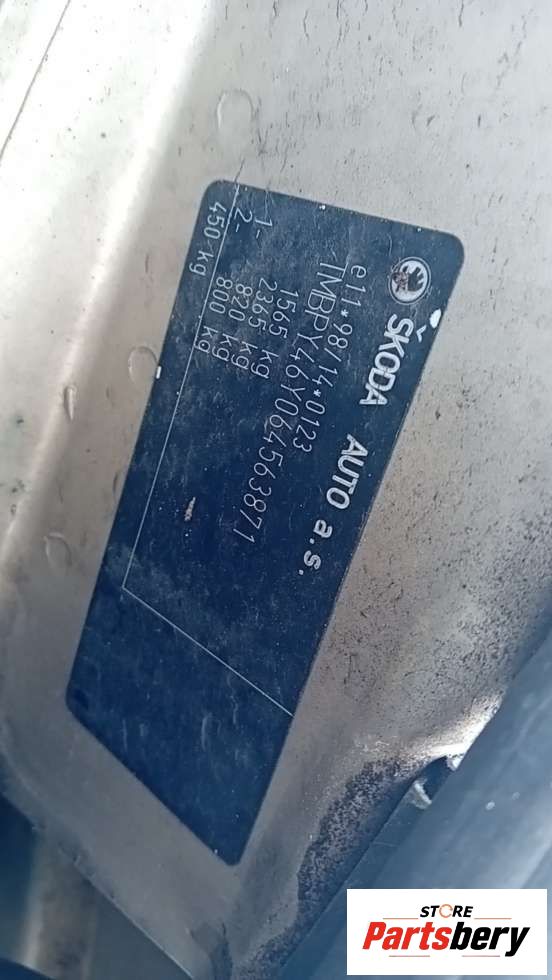 ŠKODA AUTO a.s.
e11*98/14*0123
TMBPY46Y064563871
1565 kg
2365 kg
1- 820 kg
2- 800 kg
450 kg
STORE
Partsbery